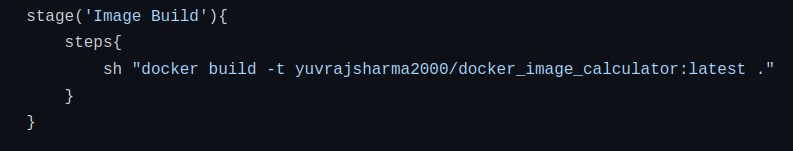 stage('Image Build'){
    steps{
        sh "docker build -t yuvrajsharma2000/docker_image_calculator:latest ."
    }
}